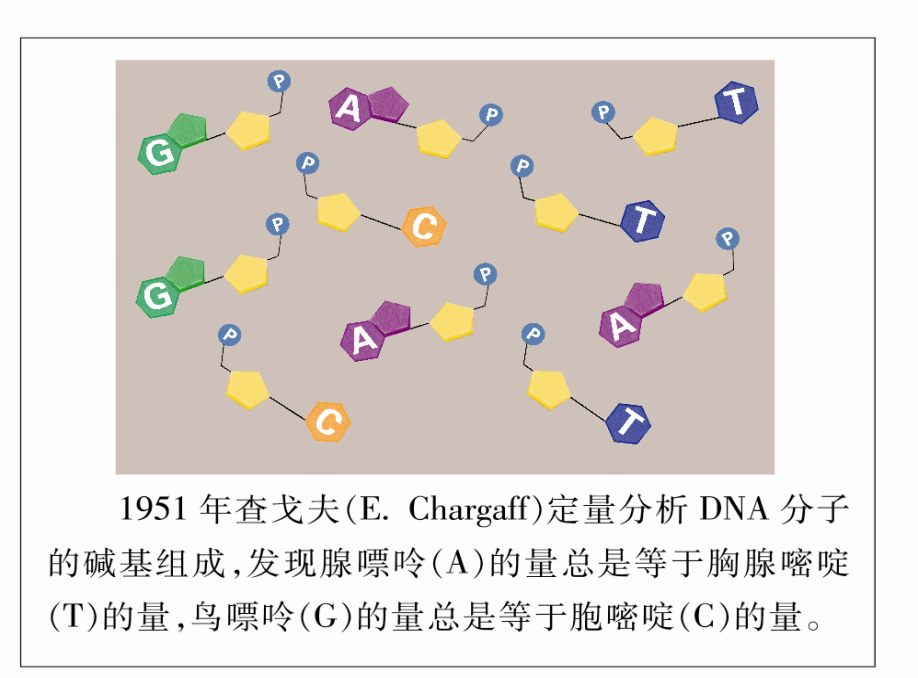 P
A
P
P
T
G
P
P
C
T
P
P
G
P
A
A
P
P
C
T
1951 年查戈夫(E. Chargaff)定量分析 DNA 分子
的碱基组成,发现腺嘌呤(A)的量总是等于胸腺嘧啶
(T)的量,鸟嘌呤(G)的量总是等于胞嘧啶(C)的量。